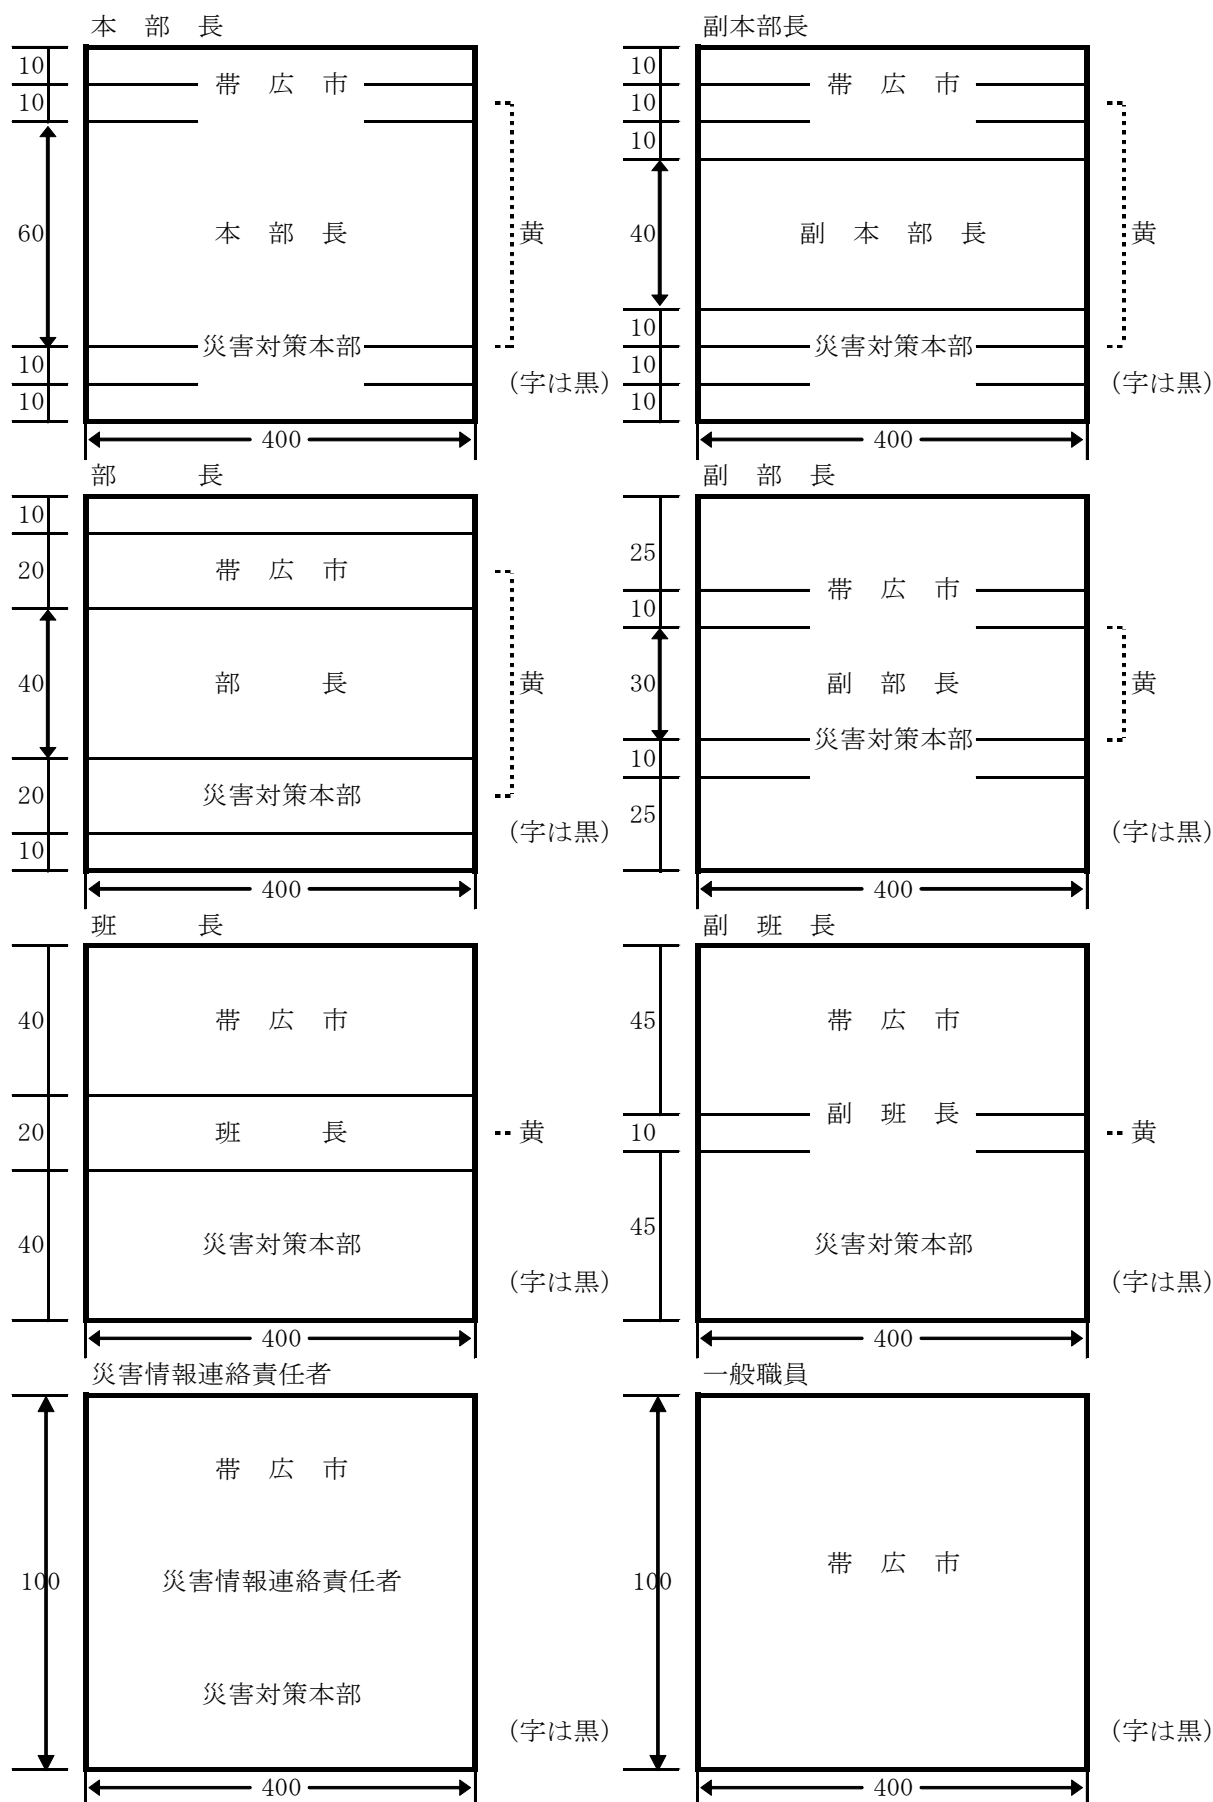 本　部　長
10
帯　広　市
10
60
本　部　長
黄
災害対策本部
10
（字は黒）
10
400
副本部長
10
帯　広　市
10
10
40
副　本　部　長
黄
10
災害対策本部
10
（字は黒）
10
400
部　　　長
10
20
帯　広　市
40
部　　　長
黄
20
災害対策本部
（字は黒）
10
400
副　部　長
25
帯　広　市
10
30
副　部　長
黄
災害対策本部
10
25
（字は黒）
400
班　　　長
40
帯　広　市
20
班　　　長
黄
40
災害対策本部
（字は黒）
400
副　班　長
45
帯　広　市
副　班　長
10
黄
45
災害対策本部
（字は黒）
400
災害情報連絡責任者
帯　広　市
100
災害情報連絡責任者
災害対策本部
（字は黒）
400
一般職員
帯　広　市
100
（字は黒）
400